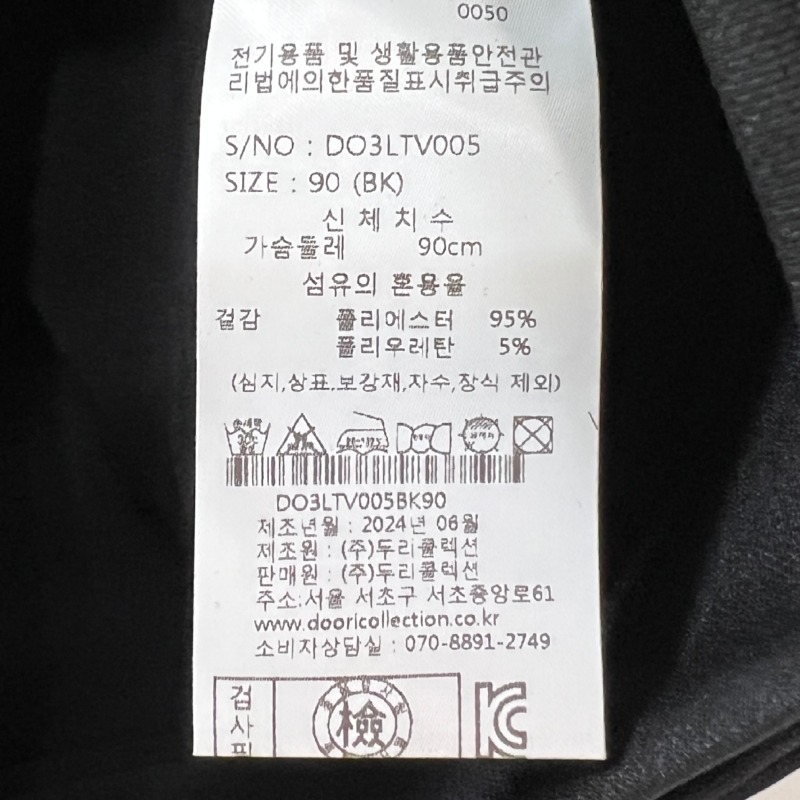 0050
전기용품 및 생활용품안전관
리법에의한품질표시취급주의
S/NO : DO3LTV005
SIZE : 90 (BK)
신 체 치 수
가슴둘레 90cm
섬유의 혼용율
겉감 폴리에스터 95%
폴리우레탄 5%
(심지,상표,보강재,자수,장식 제외)
DO3LTV005BK90
제조년월 : 2024년 06월
제조원 : (주)두리콜렉션
판매원 : (주)두리콜렉션
주소:서울 서초구 서초중앙로61
www.dooricollection.co.kr
소비자상담실 : 070-8891-2749
검사필
檢
KC